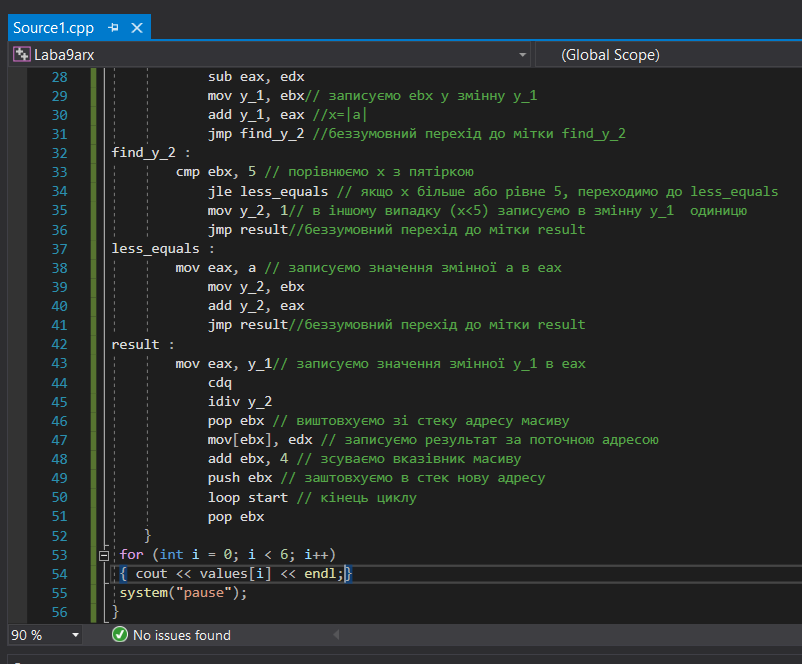 Source1.cpp
Laba9arx
(Global Scope)
28 sub eax, edx
29 mov y_1, ebx// записуємо ebx у змінну y_1
30 add y_1, eax //x=|a|
31 jmp find_y_2 //беззумовний перехід до мітки find_y_2
32 find_y_2 :
33 cmp ebx, 5 // порівнюємо x з пятіркою
34 jle less_equals // якщо x більше або рівне 5, переходимо до less_equals
35 mov y_2, 1// в іншому випадку (x<5) записуємо в змінну y_1  одиницю
36 jmp result//беззумовний перехід до мітки result
37 less_equals :
38 mov eax, a // записуємо значення змінної a в eax
39 mov y_2, ebx
40 add y_2, eax
41 jmp result//беззумовний перехід до мітки result
42 result :
43 mov eax, y_1// записуємо значення змінної y_1 в eax
44 cdq
45 idiv y_2
46 pop ebx // виштовхуємо зі стеку адресу масиву
47 mov[ebx], edx // записуємо результат за поточною адресою
48 add ebx, 4 // зсуваємо вказівник масиву
49 push ebx // заштовхуємо в стек нову адресу
50 loop start // кінець циклу
51 pop ebx
52 }
53 for (int i = 0; i < 6; i++)
54 { cout << values[i] << endl;}
55 system("pause");
56 }
90 %
No issues found